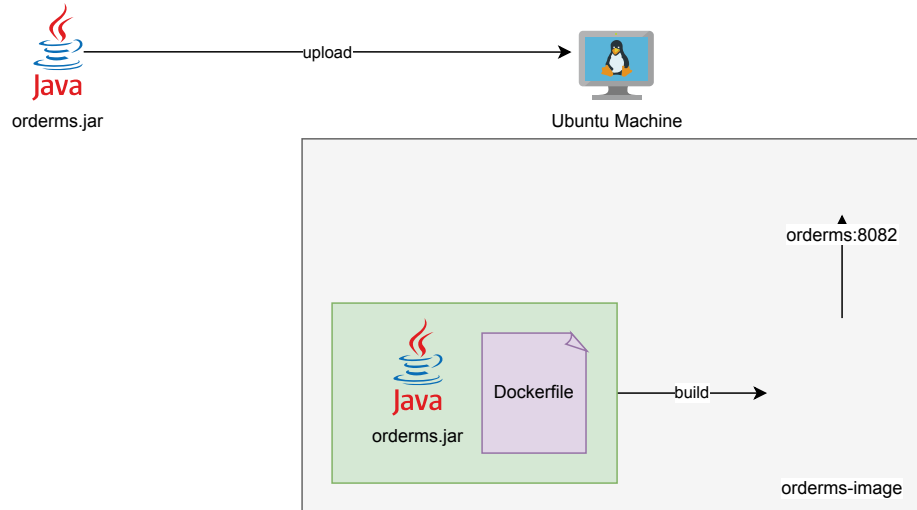 upload
Java
orderms.jar
Ubuntu Machine
orderms:8082
Java
orderms.jar
Dockerfile
build
orderms-image